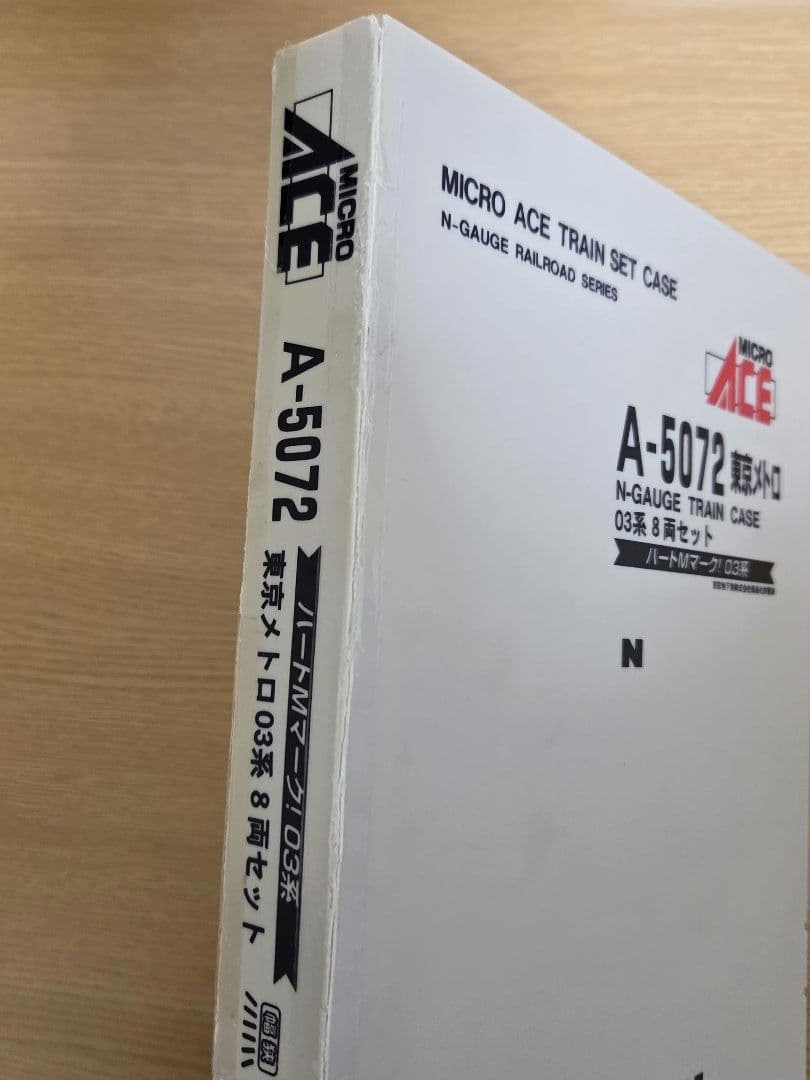 MICRO
ACE
A-5072
ハートMマーク! 03系
東京メトロ03系 8両セット
幅狭
MICRO ACE TRAIN SET CASE
N-GAUGE RAILROAD SERIES
MICRO
ACE
A-5072 東京メトロ
N-GAUGE TRAIN CASE
03系 8両セット
ハートMマーク! 03系
N